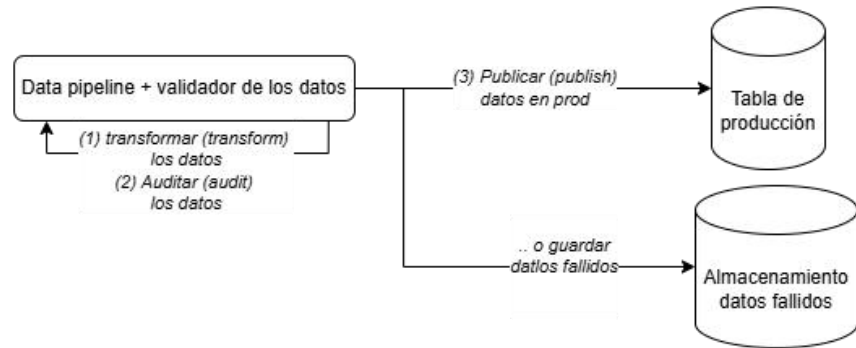 Data pipeline + validador de los datos
(1) transformar (transform)
los datos
(2) Auditar (audit)
los datos
(3) Publicar (publish)
datos en prod
Tabla de
producción
.. o guardar
datlos fallidos
Almacenamiento
datos fallidos